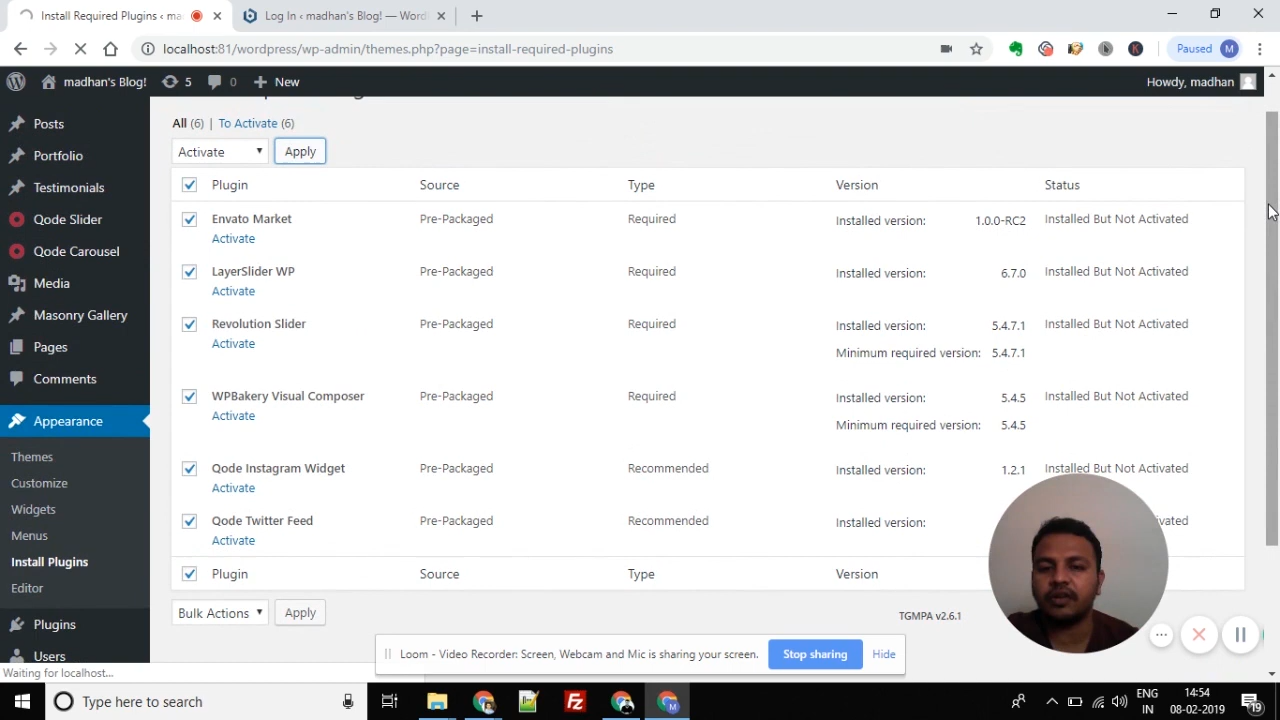 Install Required Plugins ‹ ma
Log In ‹ madhan's Blog! — Word
localhost:81/wordpress/wp-admin/themes.php?page=install-required-plugins
Paused M
madhan's Blog! 5 0 New Howdy, madhan
Posts
Portfolio
Testimonials
Qode Slider
Qode Carousel
Media
Masonry Gallery
Pages
Comments
Appearance
Themes
Customize
Widgets
Menus
Install Plugins
Editor
Plugins
Users
All (6) | To Activate (6)
Activate Apply
Plugin Source Type Version Status
Envato Market Pre-Packaged Required Installed version: 1.0.0-RC2 Installed But Not Activated
Activate
LayerSlider WP Pre-Packaged Required Installed version: 6.7.0 Installed But Not Activated
Activate
Revolution Slider Pre-Packaged Required Installed version: 5.4.7.1 Installed But Not Activated
Activate
Minimum required version: 5.4.7.1
WPBakery Visual Composer Pre-Packaged Required Installed version: 5.4.5 Installed But Not Activated
Activate
Minimum required version: 5.4.5
Qode Instagram Widget Pre-Packaged Recommended Installed version: 1.2.1 Installed But Not Activated
Activate
Qode Twitter Feed Pre-Packaged Recommended Installed version:
Activate
Plugin Source Type Version
Bulk Actions Apply
TGMPA v2.6.1
Loom - Video Recorder: Screen, Webcam and Mic is sharing your screen. Stop sharing Hide
Waiting for localhost...
Type here to search
ENG
IN
14:54
08-02-2019
19